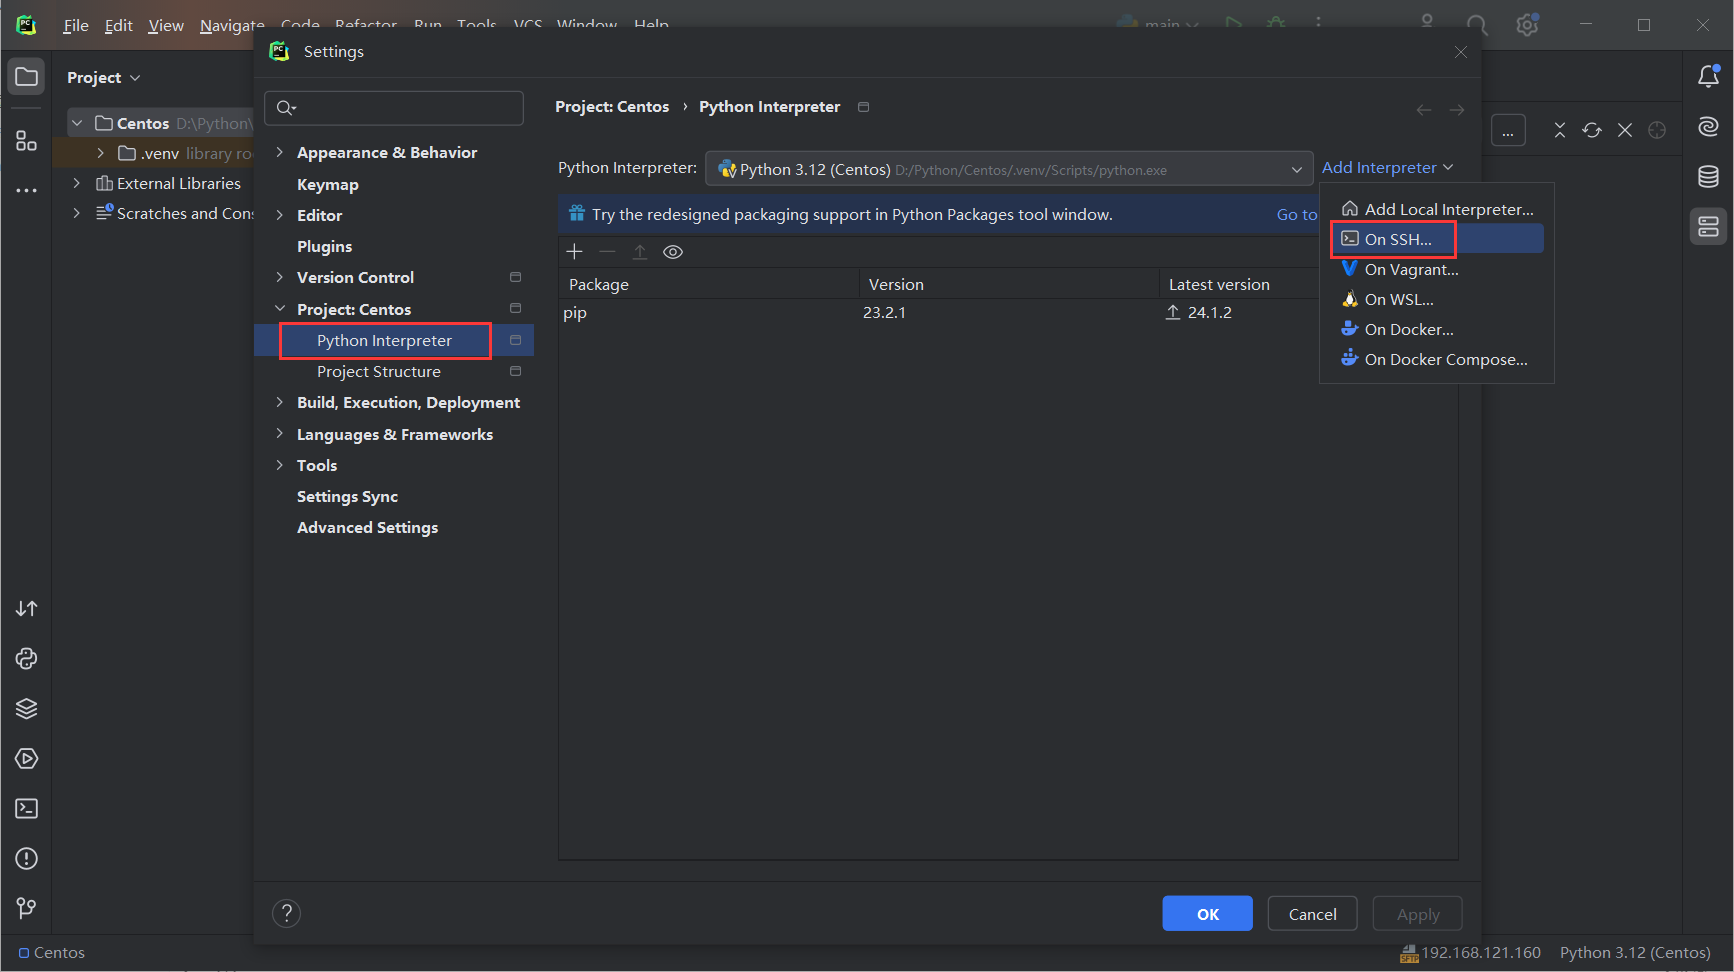 File Edit View Navigate Code Refactor Run Tools VCS Window Help main
Settings
Project
Centos D:\Python\
.venv library roo
External Libraries
Scratches and Cons
Appearance & Behavior
Keymap
Editor
Plugins
Version Control
Project: Centos
Python Interpreter
Project Structure
Build, Execution, Deployment
Languages & Frameworks
Tools
Settings Sync
Advanced Settings
Project: Centos › Python Interpreter
Python Interpreter: Python 3.12 (Centos) D:/Python/Centos/.venv/Scripts/python.exe Add Interpreter
Try the redesigned packaging support in Python Packages tool window. Go to
Package Version Latest version
pip 23.2.1 24.1.2
Add Local Interpreter...
On SSH...
On Vagrant...
On WSL...
On Docker...
On Docker Compose...
...
?
OK Cancel Apply
Centos
SFTP 192.168.121.160 Python 3.12 (Centos)